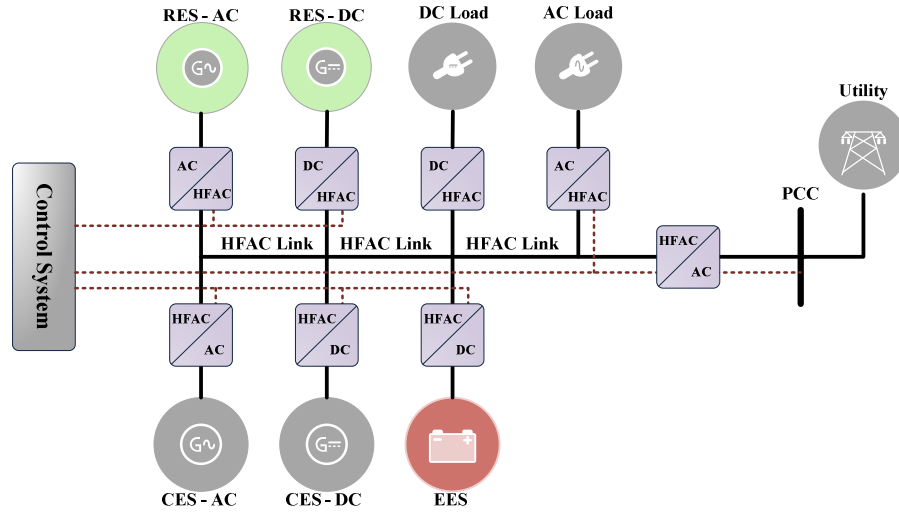 RES - AC
RES - DC
DC Load
AC Load
Utility
G
G
AC
HFAC
DC
HFAC
DC
HFAC
AC
HFAC
PCC
Control System
HFAC Link
HFAC Link
HFAC Link
HFAC
AC
HFAC
AC
HFAC
DC
HFAC
DC
G
G
CES - AC
CES - DC
EES